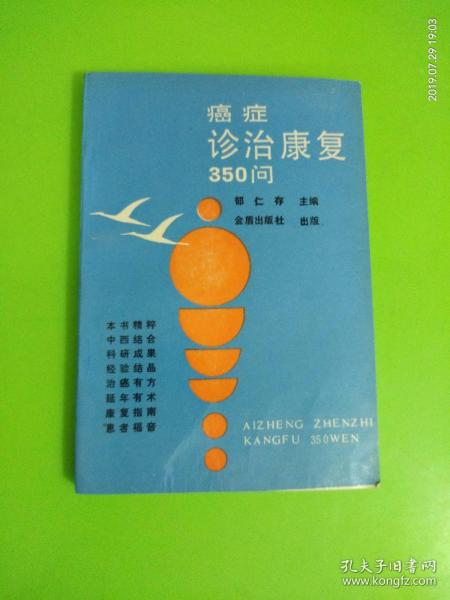 2019.07.29 19:03
癌症
诊治康复
350问
郁仁存 主编
金盾出版社 出版
本书精粹
中西结合
科研成果
经验结晶
治癌有方
延年有术
康复指南
患者福音
AIZHENG ZHENZHI
KANGFU 350WEN
孔夫子旧书网
www.kongfz.com